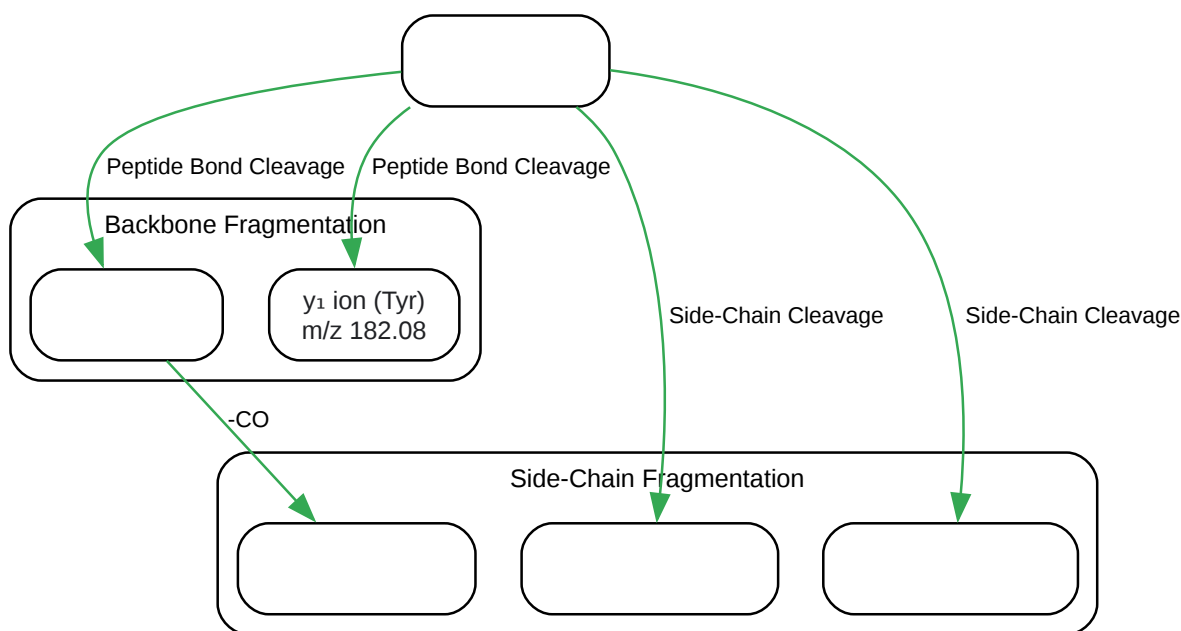 Peptide Bond Cleavage
Peptide Bond Cleavage
Backbone Fragmentation
y₁ ion (Tyr)
m/z 182.08
Side-Chain Cleavage
Side-Chain Cleavage
-CO
Side-Chain Fragmentation